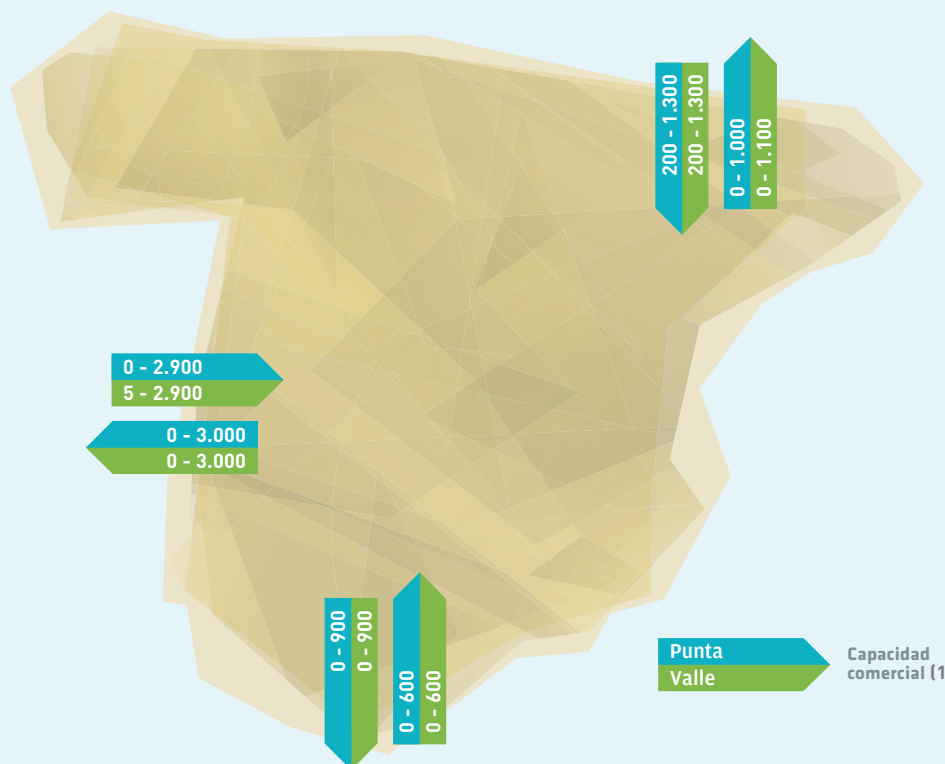 200 - 1.300
200 - 1.300
0 - 1.000
0 - 1.100
0 - 2.900
5 - 2.900
0 - 3.000
0 - 3.000
0 - 900
0 - 900
0 - 600
0 - 600
Punta
Valle
Capacidad
comercial (1